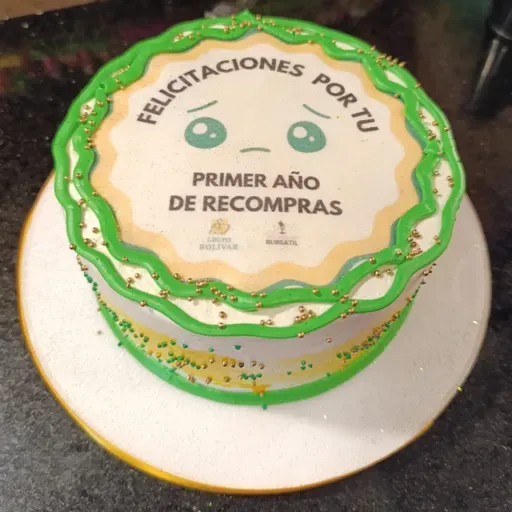 FELICITACIONES POR TU
PRIMER AÑO
DE RECOMPRAS
GRUPO
BOLÍVAR
BURSATIL